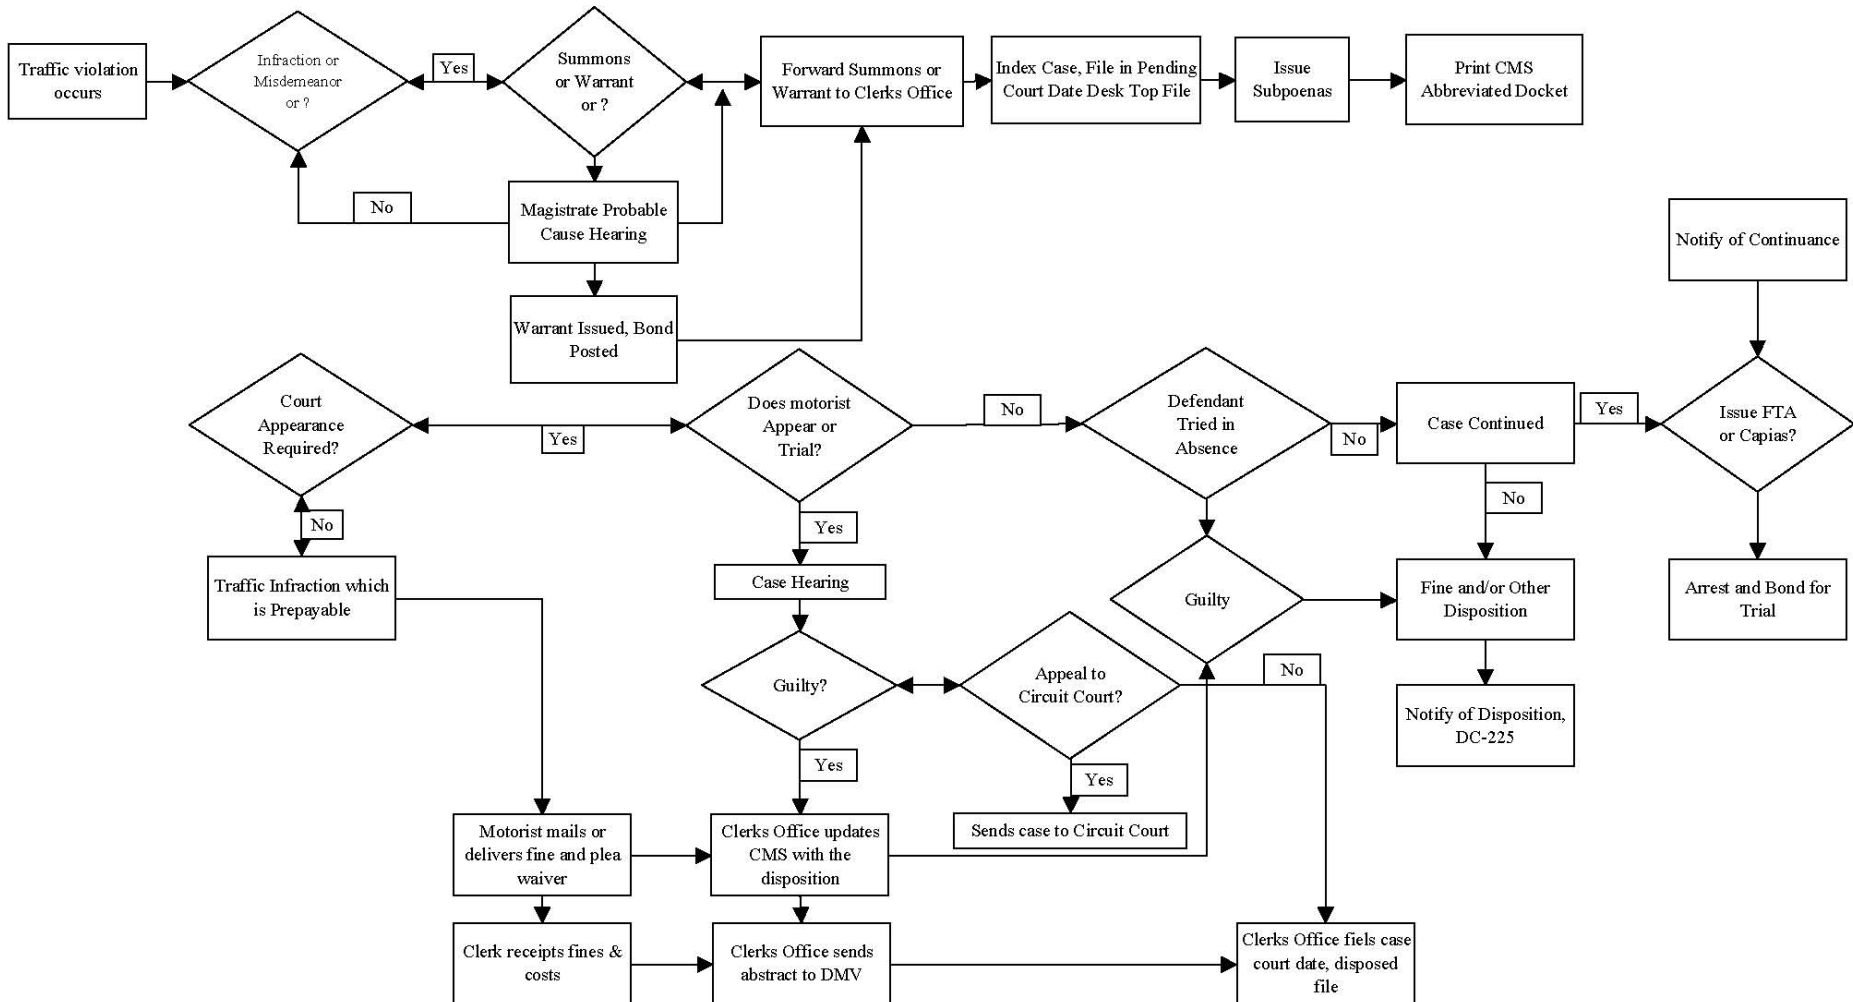 Traffic violation
occurs
Infraction or
Misdemeanor
or ?
Yes
Summons
or Warrant
or ?
Forward Summons or
Warrant to Clerks Office
Index Case, File in Pending
Court Date Desk Top File
Issue
Subpoenas
Print CMS
Abbreviated Docket
No
Magistrate Probable
Cause Hearing
Warrant Issued, Bond
Posted
Notify of Continuance
Court
Appearance
Required?
Yes
Does motorist
Appear or
Trial?
No
Defendant
Tried in
Absence
No
Case Continued
Yes
Issue FTA
or Capias?
No
Yes
No
Traffic Infraction which
is Prepayable
Case Hearing
Guilty
Fine and/or Other
Disposition
Arrest and Bond for
Trial
Guilty?
Appeal to
Circuit Court?
No
Notify of Disposition,
DC-225
Yes
Yes
Sends case to Circuit Court
Motorist mails or
delivers fine and plea
waiver
Clerks Office updates
CMS with the
disposition
Clerk receipts fines &
costs
Clerks Office sends
abstract to DMV
Clerks Office fiels case
court date, disposed
file